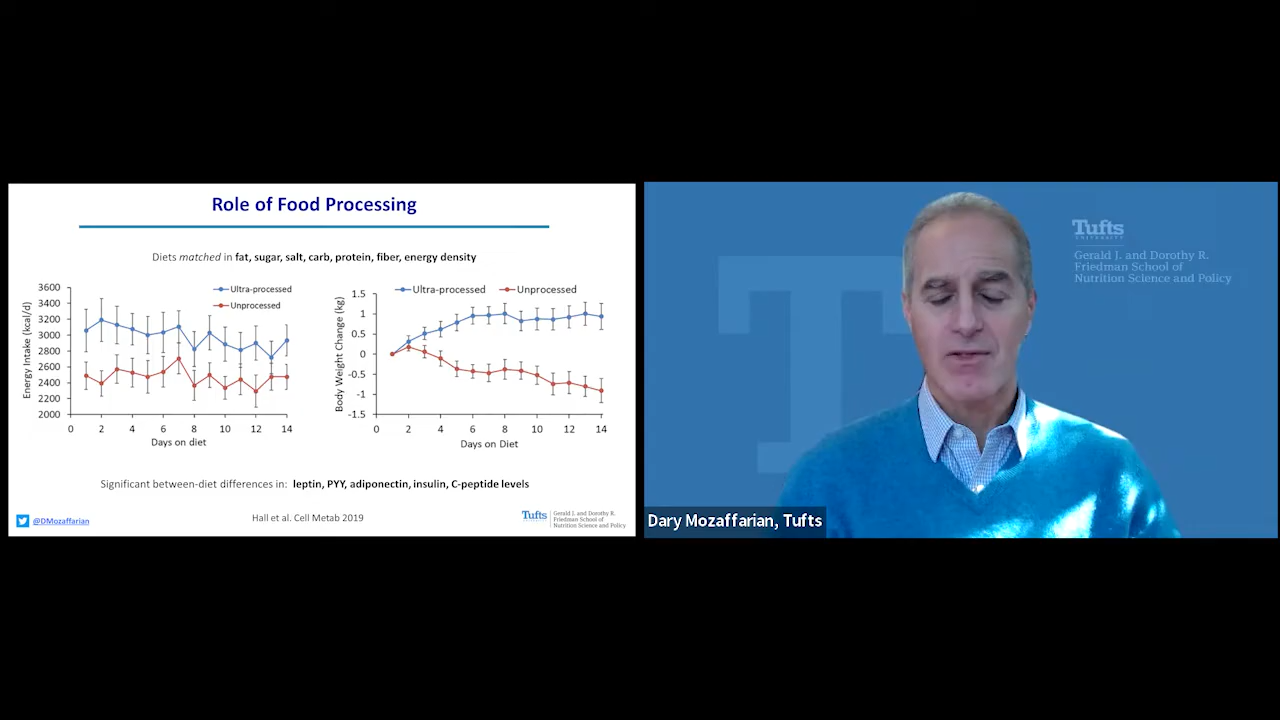 Role of Food Processing
Diets matched in fat, sugar, salt, carb, protein, fiber, energy density
Energy Intake (kcal/d)
3600
3400
3200
3000
2800
2600
2400
2200
2000
0 2 4 6 8 10 12 14
Days on diet
Ultra-processed
Unprocessed
Body Weight Change (kg)
1.5
1
0.5
0
-0.5
-1
-1.5
0 2 4 6 8 10 12 14
Days on Diet
Ultra-processed Unprocessed
Significant between-diet differences in: leptin, PYY, adiponectin, insulin, C-peptide levels
@DMozaffarian
Hall et al. Cell Metab 2019
Tufts
UNIVERSITY
Gerald J. and Dorothy R.
Friedman School of
Nutrition Science and Policy
Tufts
UNIVERSITY
Gerald J. and Dorothy R.
Friedman School of
Nutrition Science and Policy
T
Dary Mozaffarian, Tufts